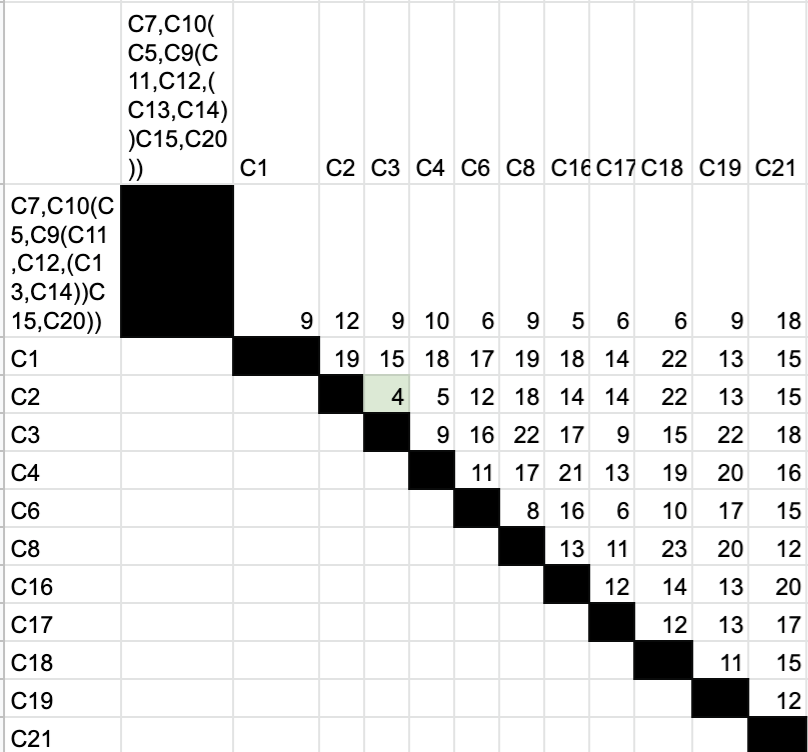 C7,C10(
C5,C9(C
11,C12,(
C13,C14)
)C15,C20
)) C1 C2 C3 C4 C6 C8 C16 C17 C18 C19 C21
C7,C10(C
5,C9(C11
,C12,(C1
3,C14))C
15,C20)) 9 12 9 10 6 9 5 6 6 9 18
C1 19 15 18 17 19 18 14 22 13 15
C2 4 5 12 18 14 14 22 13 15
C3 9 16 22 17 9 15 22 18
C4 11 17 21 13 19 20 16
C6 8 16 6 10 17 15
C8 13 11 23 20 12
C16 12 14 13 20
C17 12 13 17
C18 11 15
C19 12
C21